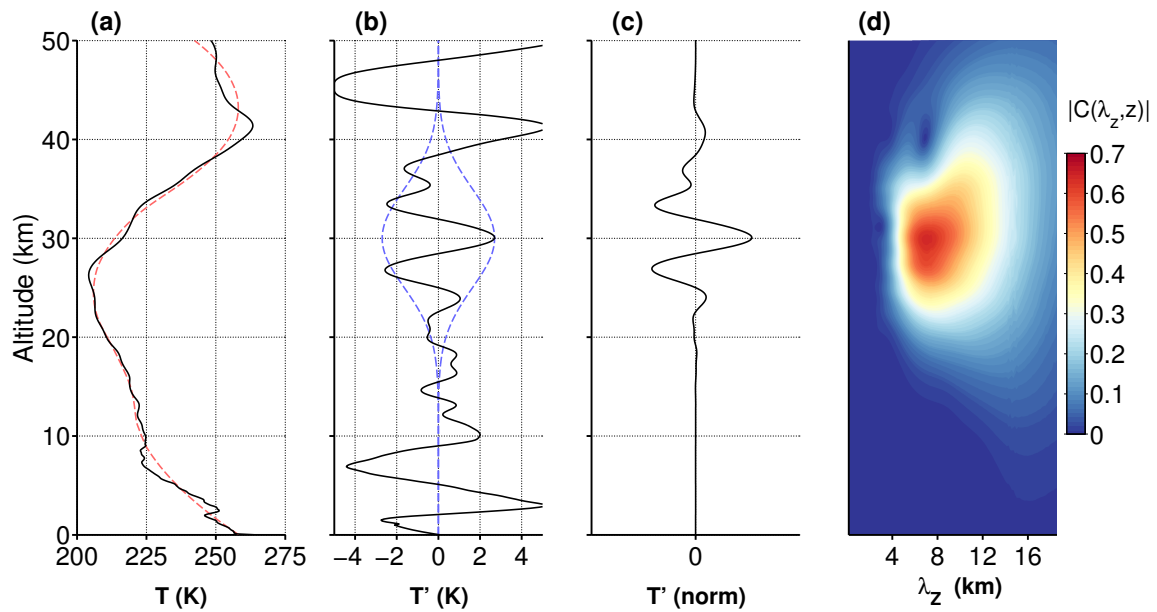 (a) (b) (c) (d)
50
40
30
20
10
0
Altitude (km)
200 225 250 275
T (K)
−4 −2 0 2 4
T' (K)
0
T' (norm)
4 8 12 16
λz (km)
|C(λz,z)|
0.7
0.6
0.5
0.4
0.3
0.2
0.1
0